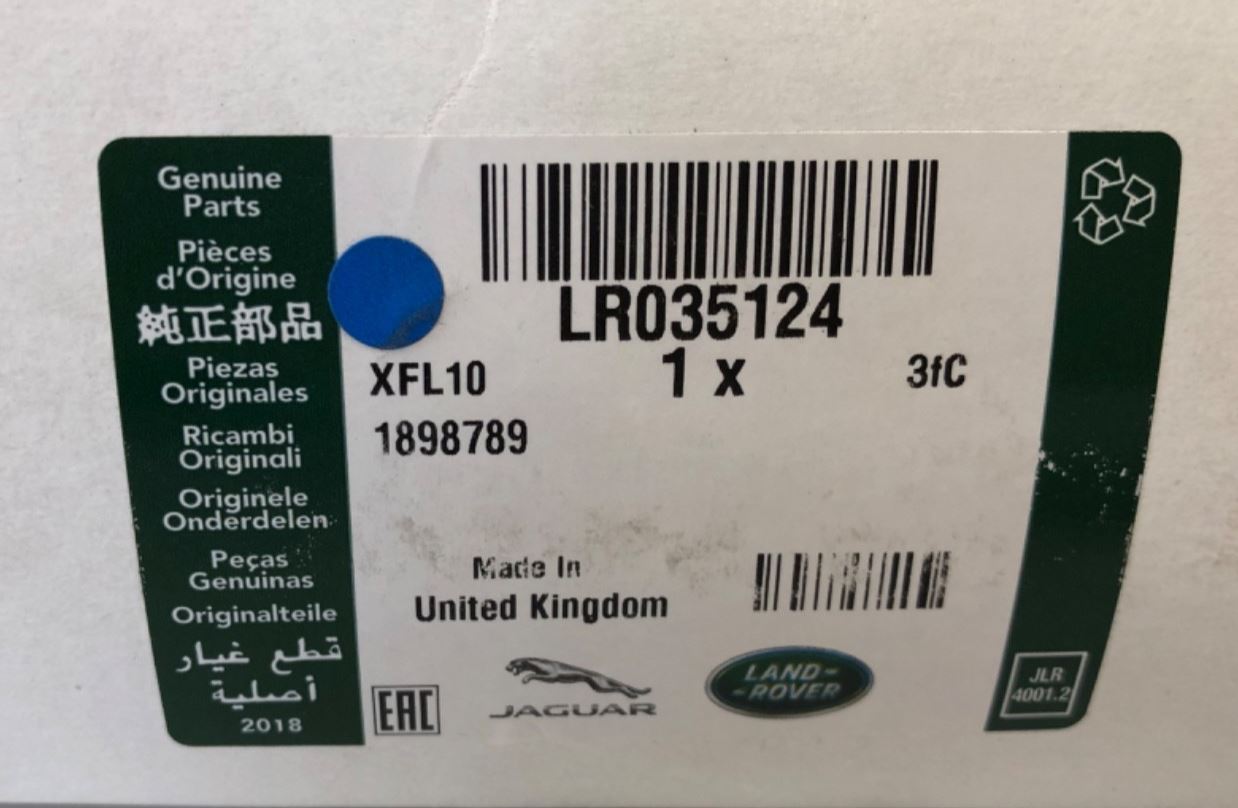 Genuine
Parts
Pièces
d'Origine
純正部品
Piezas
Originales
Ricambi
Originali
Originele
Onderdelen
Peças
Genuinas
Originalteile
قطع غيار
أصلية
2018
LR035124
XFL10
1 x
3fC
1898789
Made In
United Kingdom
EAC
JAGUAR
LAND-
-ROVER
JLR
4001.2